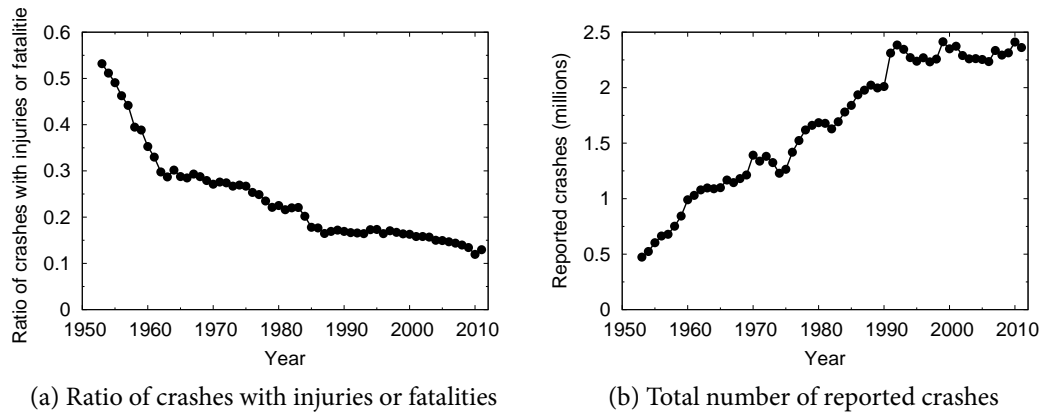 Ratio of crashes with injuries or fatalitie
0.6
0.5
0.4
0.3
0.2
0.1
0
1950 1960 1970 1980 1990 2000 2010
Year
(a) Ratio of crashes with injuries or fatalities
Reported crashes (millions)
2.5
2
1.5
1
0.5
0
1950 1960 1970 1980 1990 2000 2010
Year
(b) Total number of reported crashes